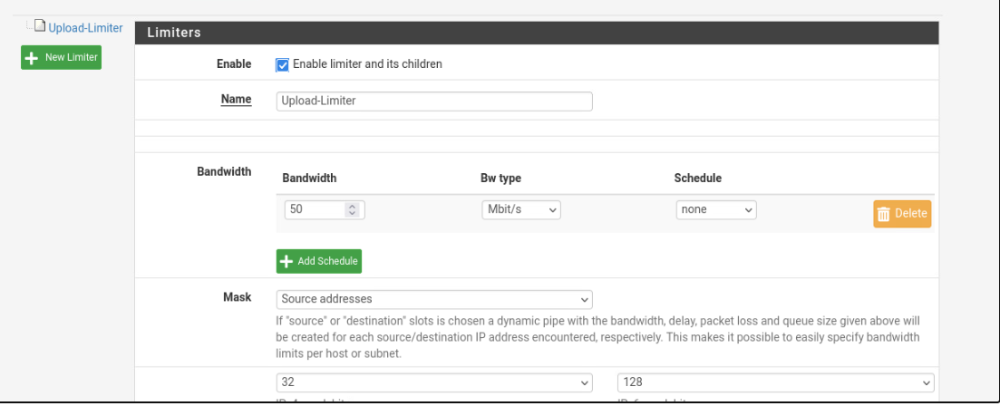 Upload-Limiter
New Limiter
Limiters
Enable
Enable limiter and its children
Name
Upload-Limiter
Bandwidth
Bandwidth Bw type Schedule
50 Mbit/s none Delete
Add Schedule
Mask
Source addresses
If "source" or "destination" slots is chosen a dynamic pipe with the bandwidth, delay, packet loss and queue size given above will
be created for each source/destination IP address encountered, respectively. This makes it possible to easily specify bandwidth
limits per host or subnet.
32 128